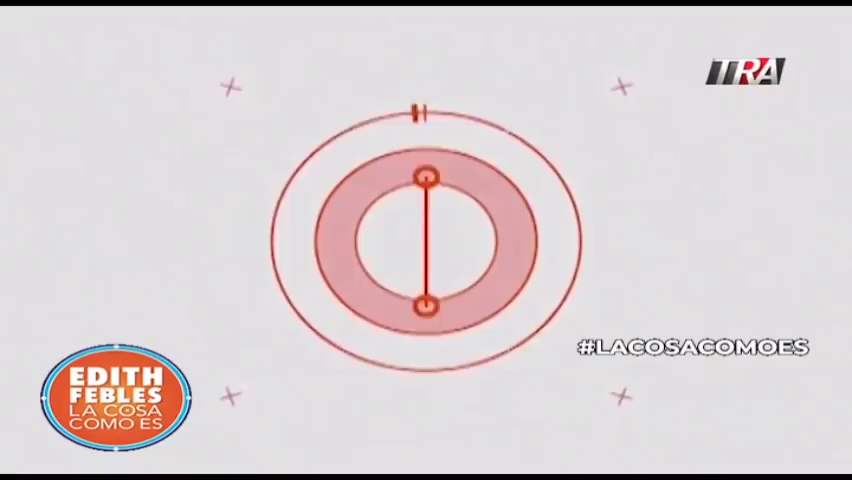 TRA
#LACOSACOMOES
EDITH
FEBLES
LA COSA
COMO ES